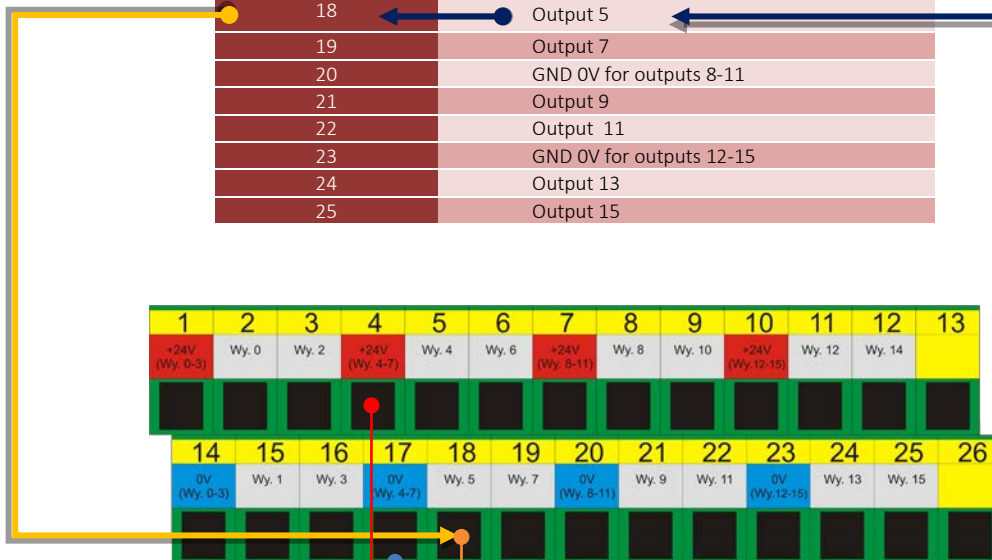 18 Output 5
19 Output 7
20 GND 0V for outputs 8-11
21 Output 9
22 Output 11
23 GND 0V for outputs 12-15
24 Output 13
25 Output 15
1 2 3 4 5 6 7 8 9 10 11 12 13
+24V Wy. 0 Wy. 2 +24V Wy. 4 Wy. 6 +24V Wy. 8 Wy. 10 +24V Wy. 12 Wy. 14
(Wy. 0-3) (Wy. 4-7) (Wy. 8-11) (Wy.12-15)
14 15 16 17 18 19 20 21 22 23 24 25 26
0V Wy. 1 Wy. 3 0V Wy. 5 Wy. 7 0V Wy. 9 Wy. 11 0V Wy. 13 Wy. 15
(Wy. 0-3) (Wy. 4-7) (Wy. 8-11) (Wy.12-15)